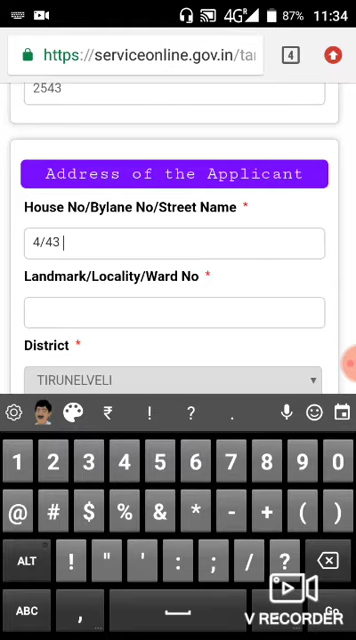 4G R 87% 11:34
https://serviceonline.gov.in/ta
4
2543
Address of the Applicant
House No/Bylane No/Street Name *
4/43
Landmark/Locality/Ward No *
District *
TIRUNELVELI
₹ ! ? .
1 2 3 4 5 6 7 8 9 0
@ # $ % & * - + ( )
ALT ! " ' : ; / ?
ABC , Go
V RECORDER